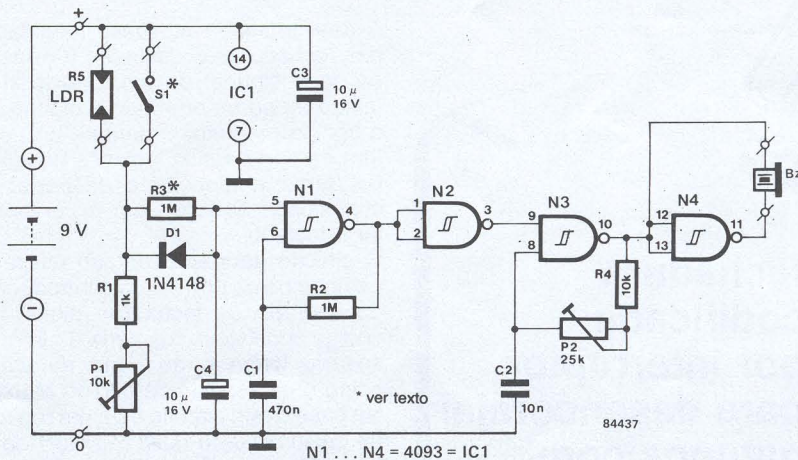 +
R5
LDR
S1*
14
IC1
7
C3
10 µ
16 V
+
9 V
−
R3*
1M
D1
1N4148
R1
1k
P1
10k
C4
10 µ
16 V
C1
470n
R2
1M
N1
5
6
4
N2
1
2
3
N3
9
8
10
R4
10k
P2
25k
C2
10n
N4
12
13
11
Bz
* ver texto
84437
0
N1 . . . N4 = 4093 = IC1